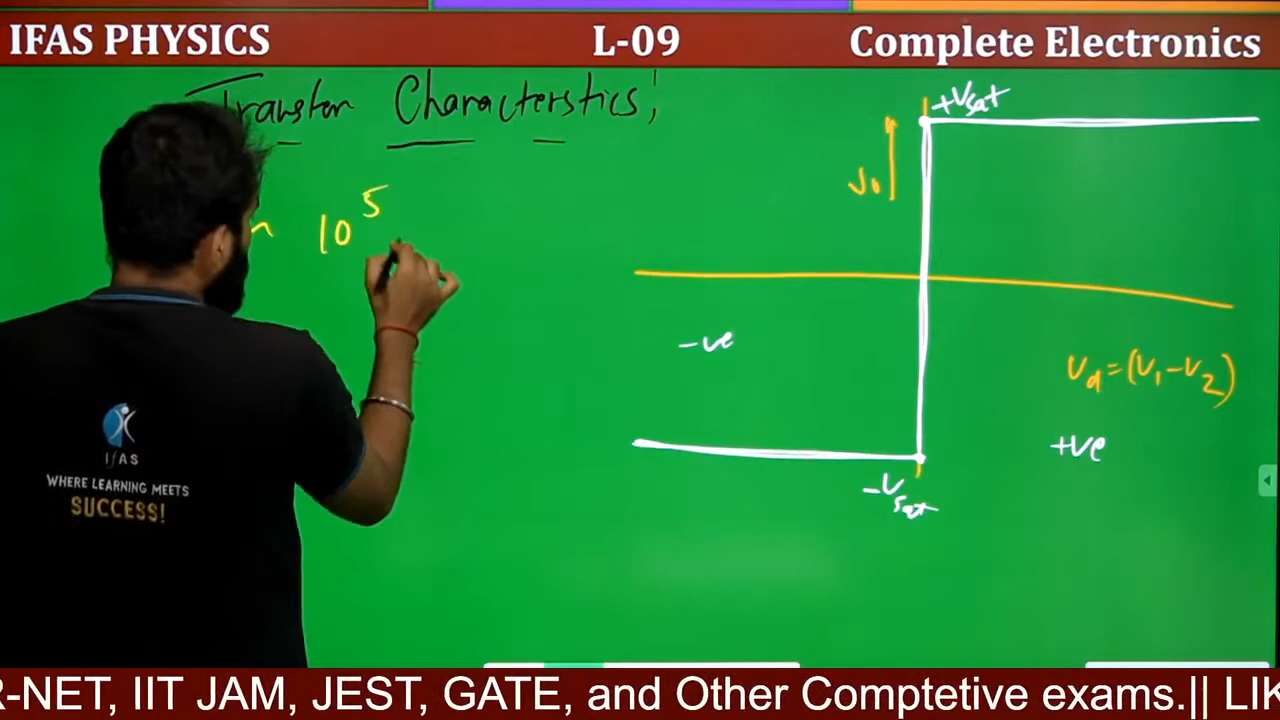 IFAS PHYSICS L-09 Complete Electronics
Characterstics;
+Vsat
10^5
V0
-ve
Vd=(V1-V2)
+ve
-Vsat
IFAS
WHERE LEARNING MEETS
SUCCESS!
R-NET, IIT JAM, JEST, GATE, and Other Comptetive exams.|| LIK